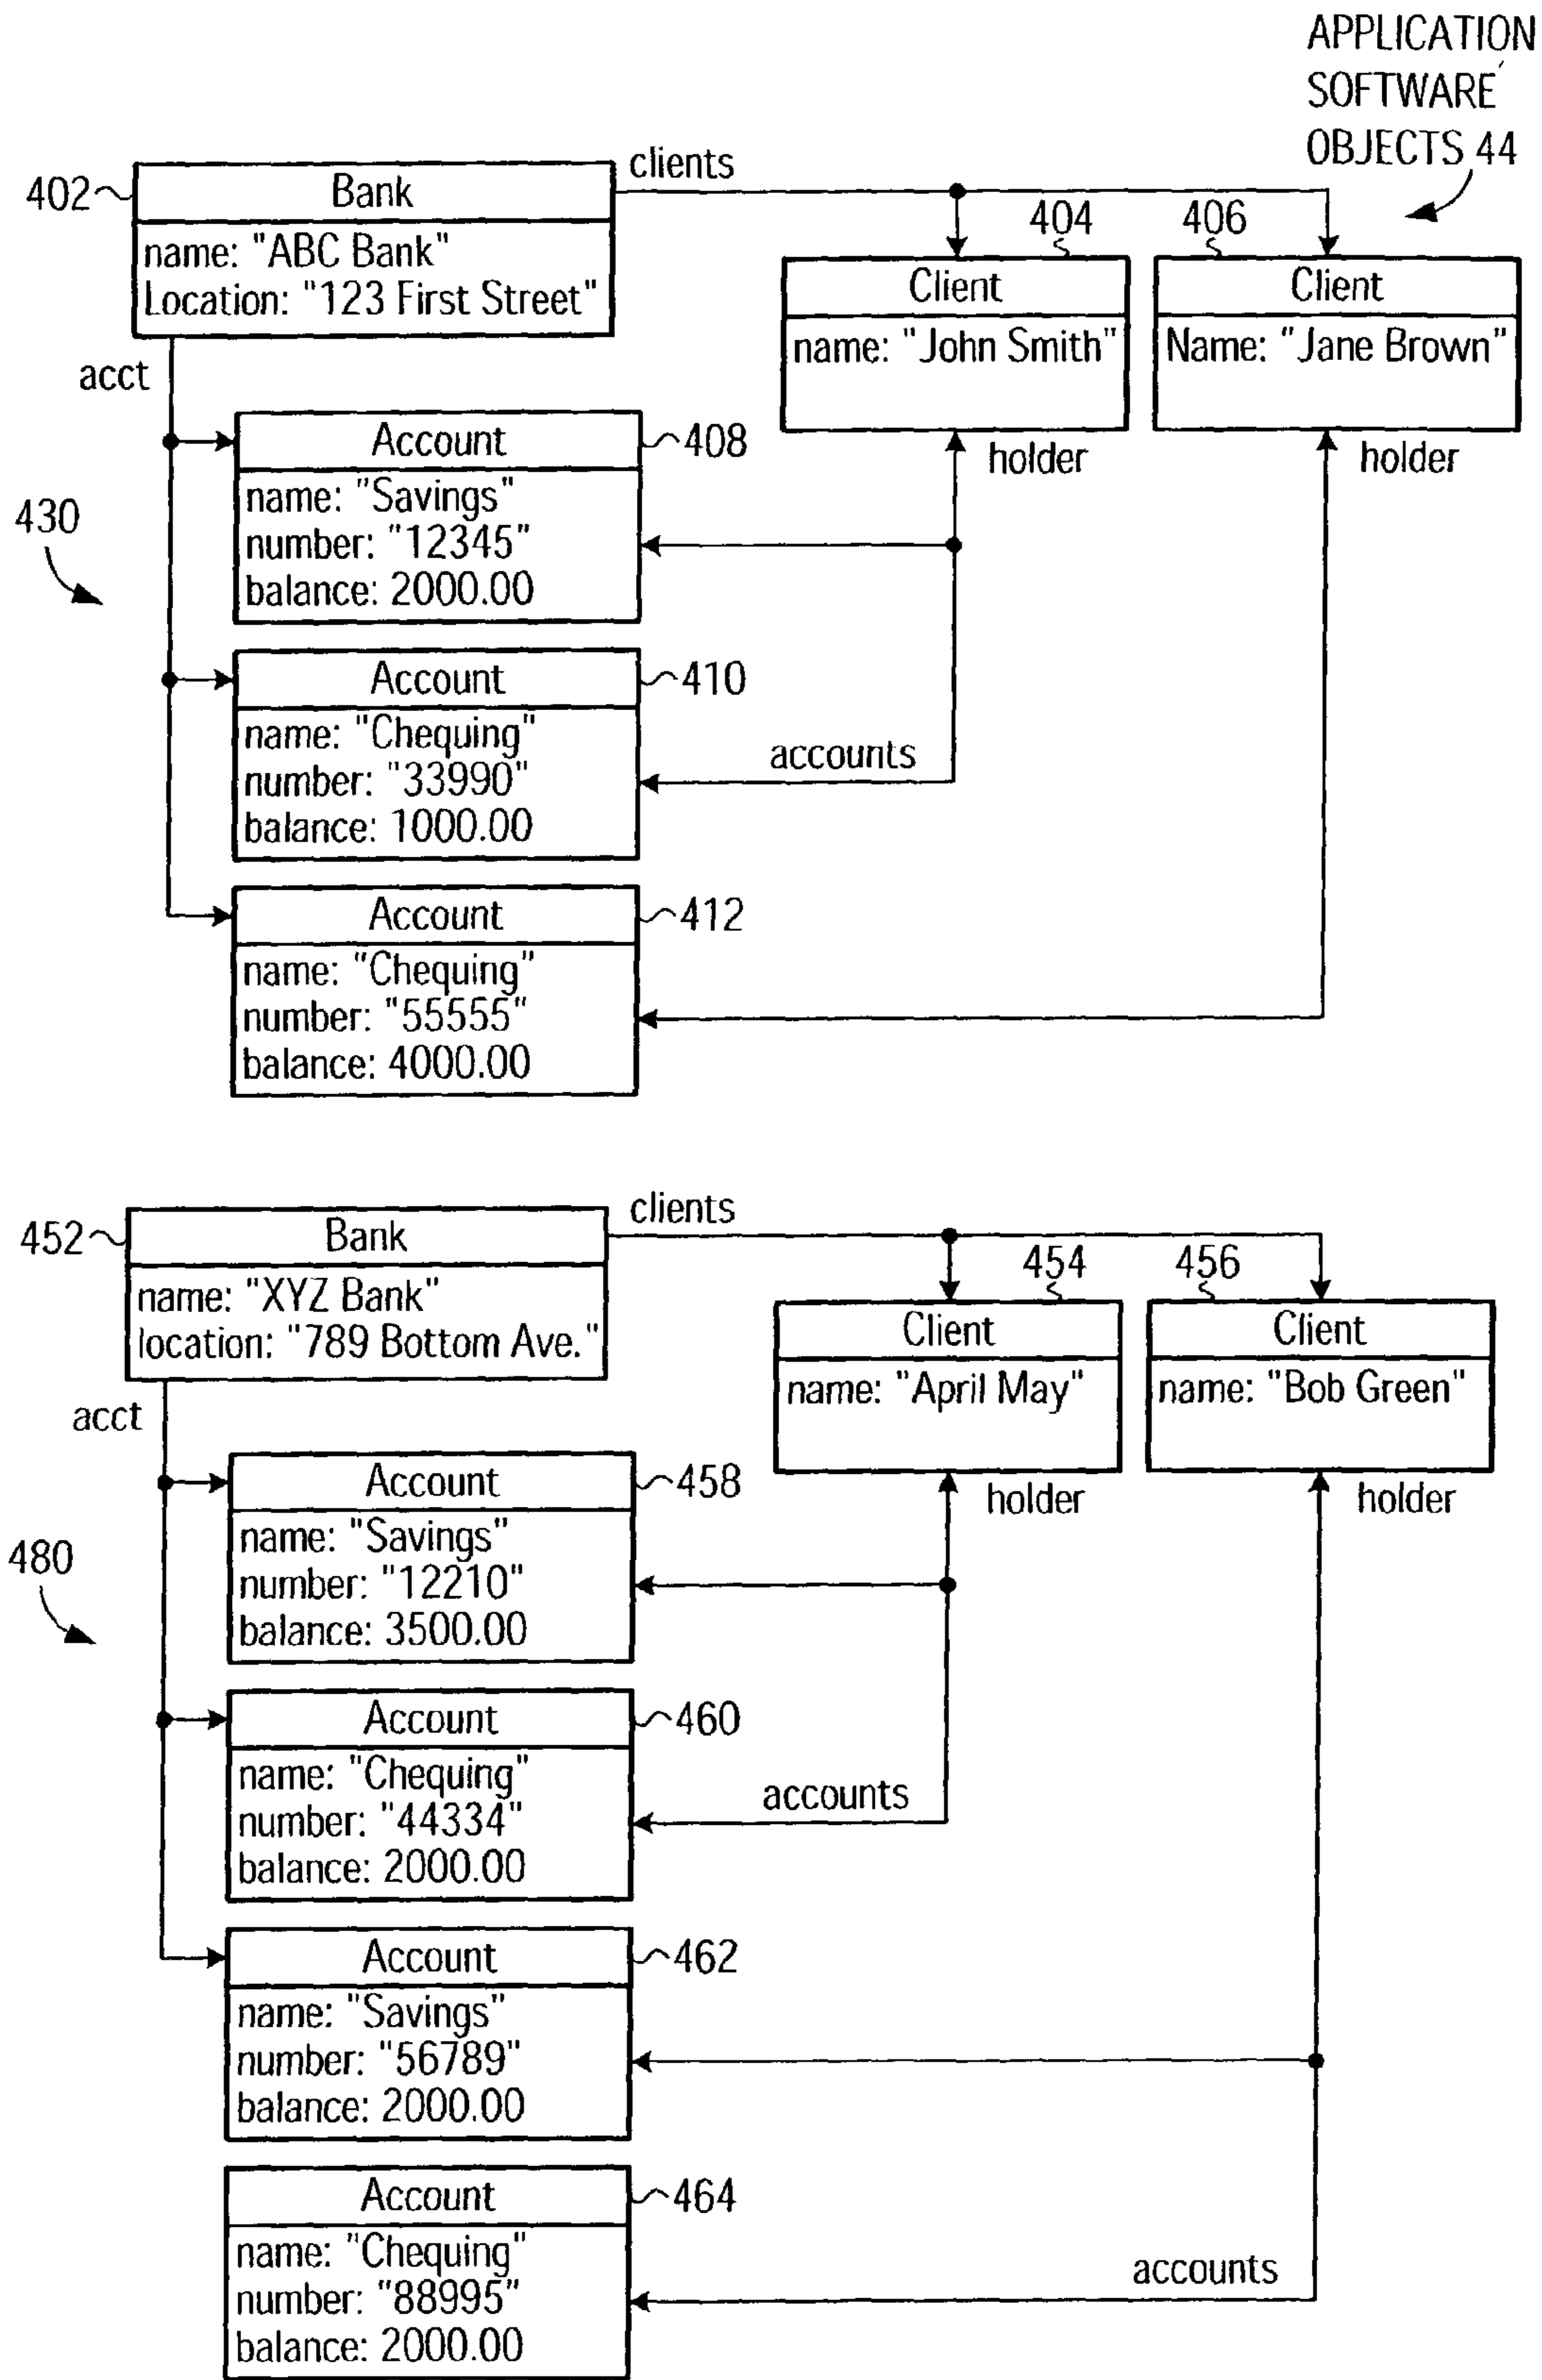 APPLICATION
SOFTWARE
OBJECTS 44
clients
402
Bank
name: "ABC Bank"
Location: "123 First Street"
404
406
Client
name: "John Smith"
Client
Name: "Jane Brown"
acct
holder
holder
430
Account
408
name: "Savings"
number: "12345"
balance: 2000.00
Account
410
name: "Chequing"
number: "33990"
balance: 1000.00
accounts
Account
412
name: "Chequing"
number: "55555"
balance: 4000.00
clients
452
Bank
name: "XYZ Bank"
location: "789 Bottom Ave."
454
456
Client
name: "April May"
Client
name: "Bob Green"
acct
holder
holder
480
Account
458
name: "Savings"
number: "12210"
balance: 3500.00
Account
460
name: "Chequing"
number: "44334"
balance: 2000.00
accounts
Account
462
name: "Savings"
number: "56789"
balance: 2000.00
Account
464
name: "Chequing"
number: "88995"
balance: 2000.00
accounts